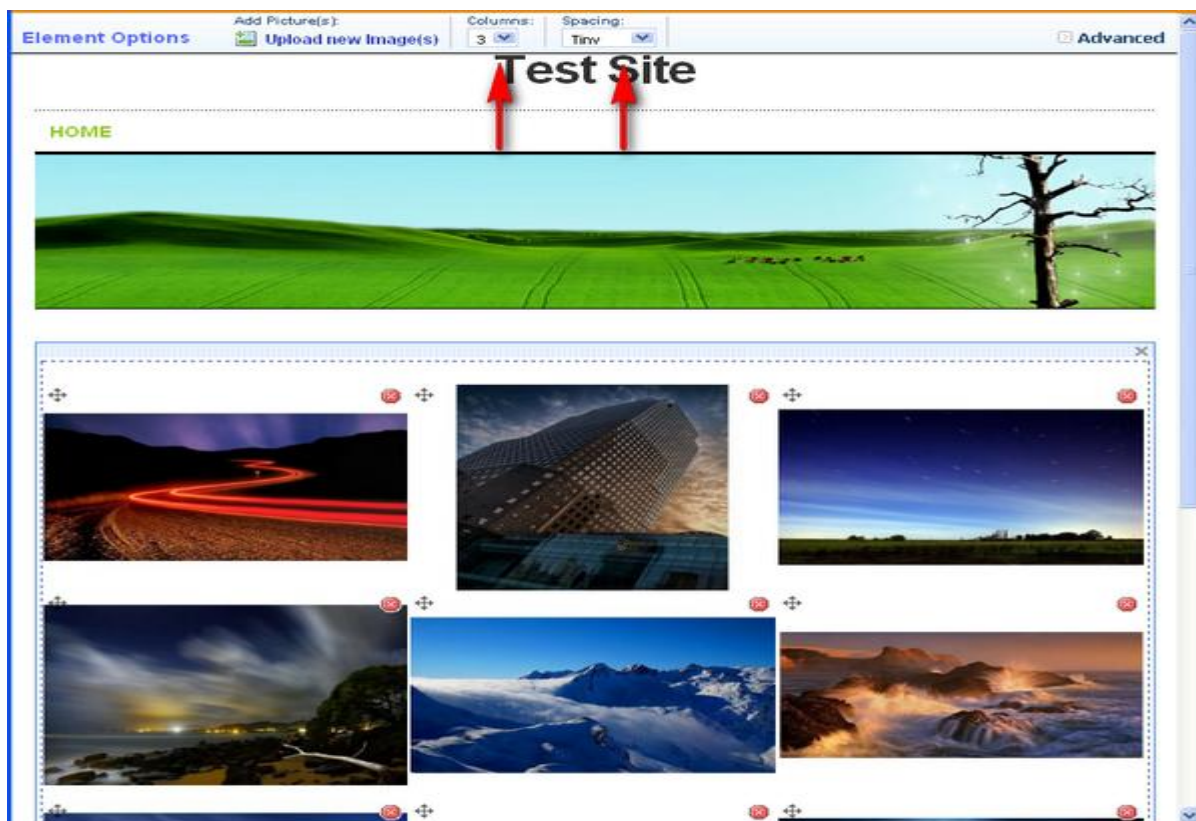 Element Options
Add Picture(s):
Upload new Image(s)
Columns:
3
Spacing:
Tiny
Advanced
Test Site
HOME